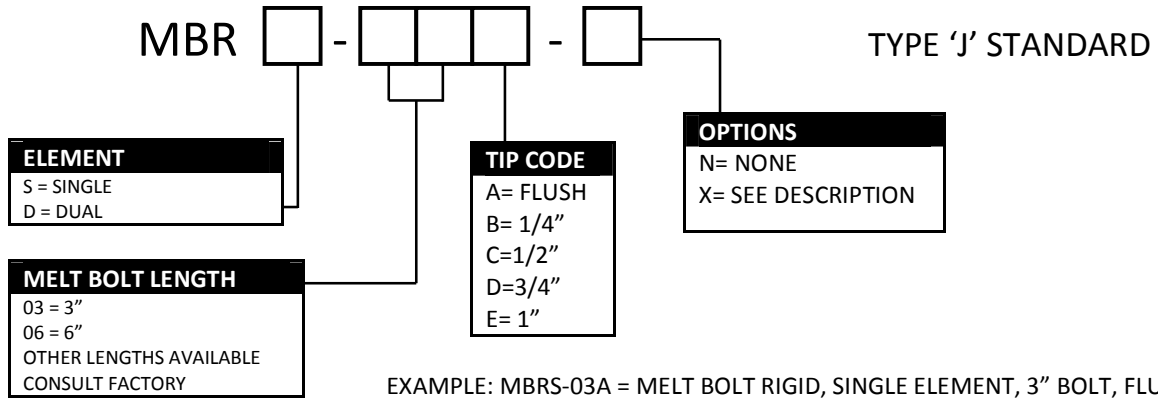 MBR - -
TYPE ‘J’ STANDARD
ELEMENT
S = SINGLE
D = DUAL
MELT BOLT LENGTH
03 = 3”
06 = 6”
OTHER LENGTHS AVAILABLE
CONSULT FACTORY
TIP CODE
A= FLUSH
B= 1/4”
C=1/2”
D=3/4”
E= 1”
OPTIONS
N= NONE
X= SEE DESCRIPTION
EXAMPLE: MBRS-03A = MELT BOLT RIGID, SINGLE ELEMENT, 3” BOLT, FLU